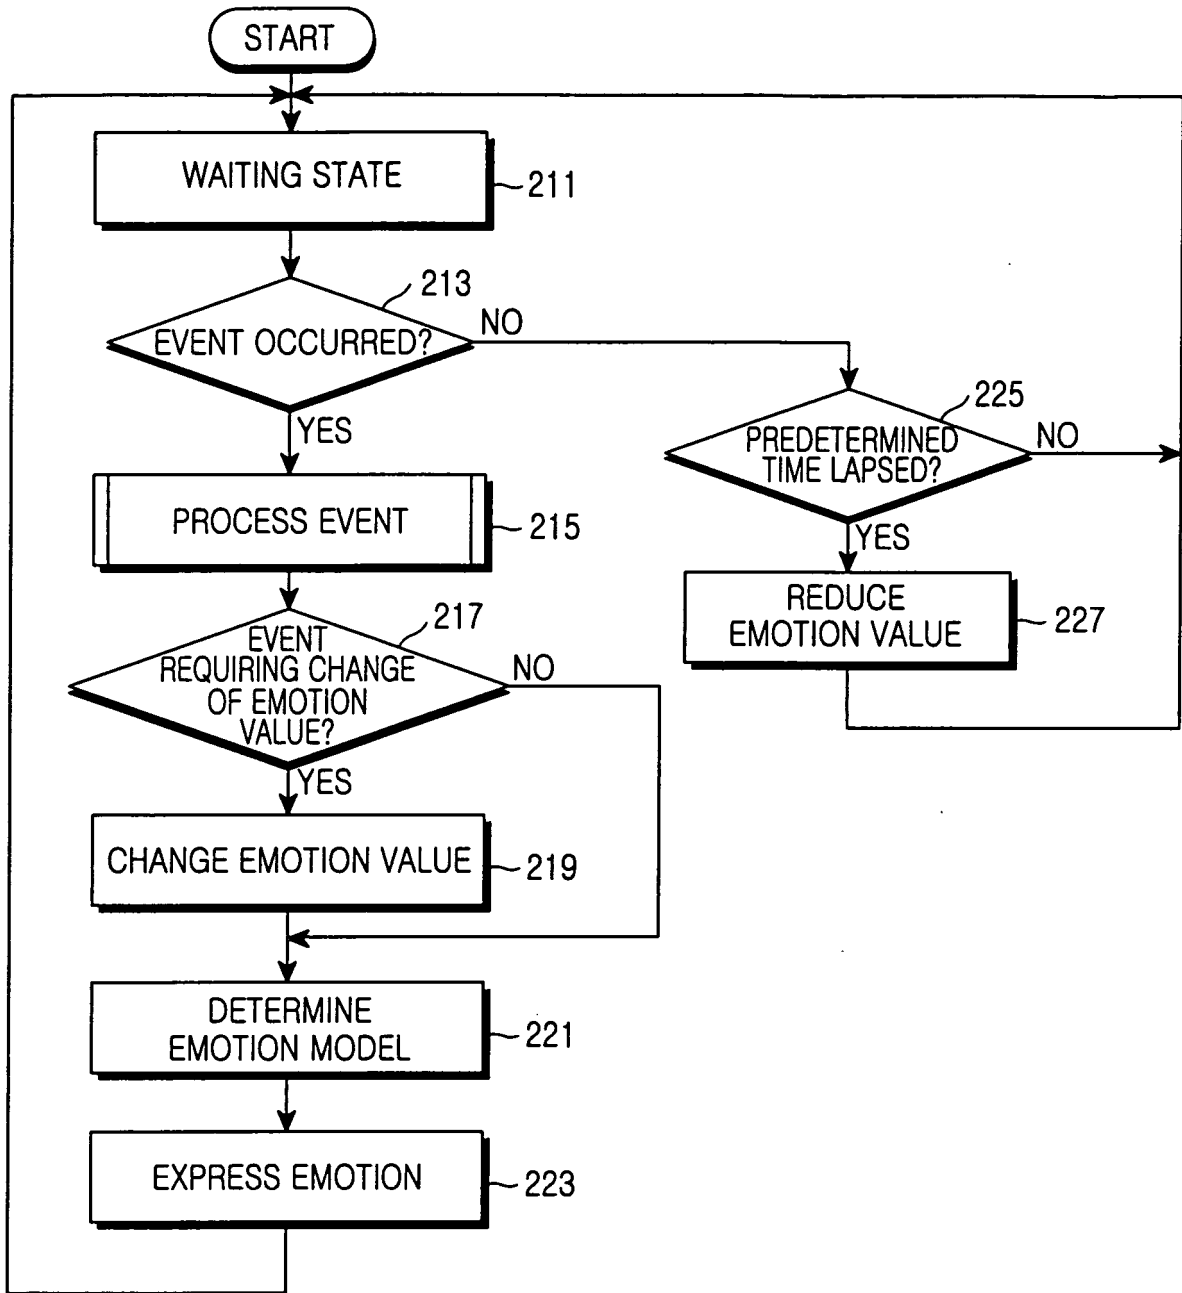 START
WAITING STATE
211
213
EVENT OCCURRED?
NO
YES
225
PREDETERMINED
TIME LAPSED?
NO
YES
PROCESS EVENT
215
REDUCE
EMOTION VALUE
227
217
EVENT
REQUIRING CHANGE
OF EMOTION
VALUE?
NO
YES
CHANGE EMOTION VALUE
219
DETERMINE
EMOTION MODEL
221
EXPRESS EMOTION
223